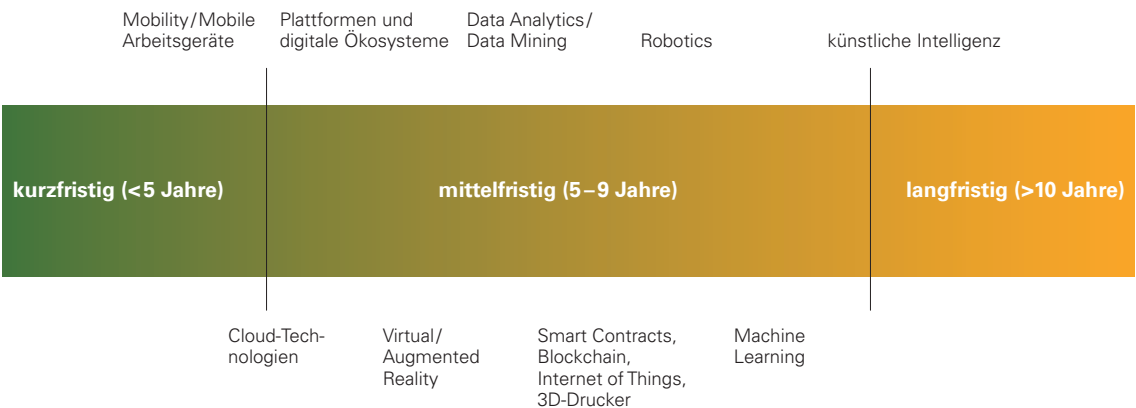 Mobility/Mobile
Arbeitsgeräte
Plattformen und
digitale Ökosysteme
Data Analytics/
Data Mining
Robotics
künstliche Intelligenz
kurzfristig (<5 Jahre)
mittelfristig (5–9 Jahre)
langfristig (>10 Jahre)
Cloud-Tech-
nologien
Virtual/
Augmented
Reality
Smart Contracts,
Blockchain,
Internet of Things,
3D-Drucker
Machine
Learning